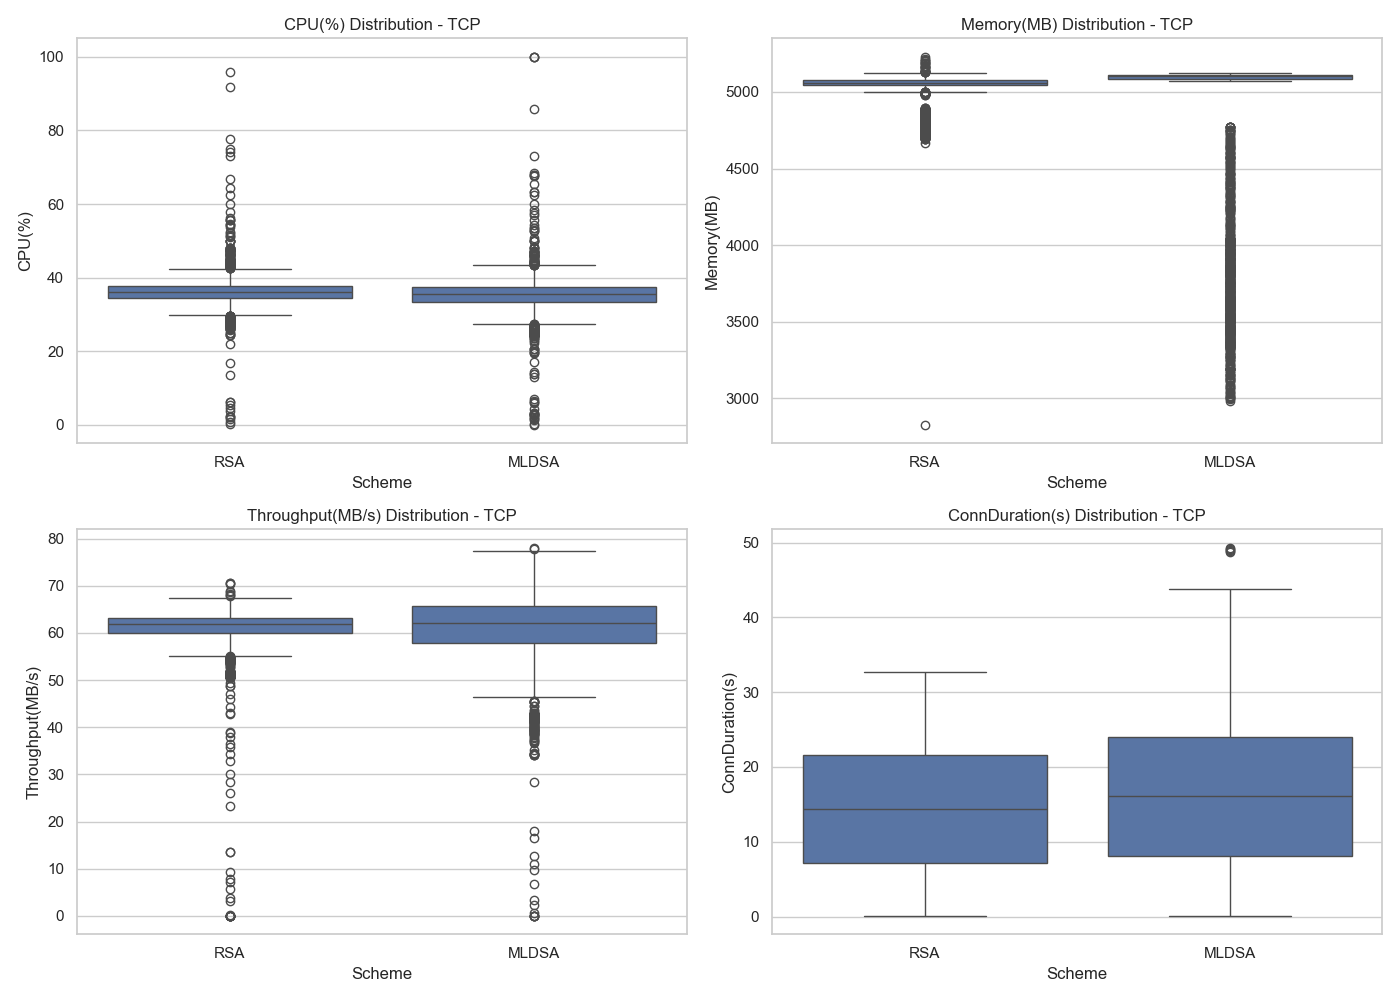 CPU(%) Distribution - TCP
CPU(%)
100
80
60
40
20
0
RSA
MLDSA
Scheme
Memory(MB) Distribution - TCP
Memory(MB)
5000
4500
4000
3500
3000
RSA
MLDSA
Scheme
Throughput(MB/s) Distribution - TCP
Throughput(MB/s)
80
70
60
50
40
30
20
10
0
RSA
MLDSA
Scheme
ConnDuration(s) Distribution - TCP
ConnDuration(s)
50
40
30
20
10
0
RSA
MLDSA
Scheme